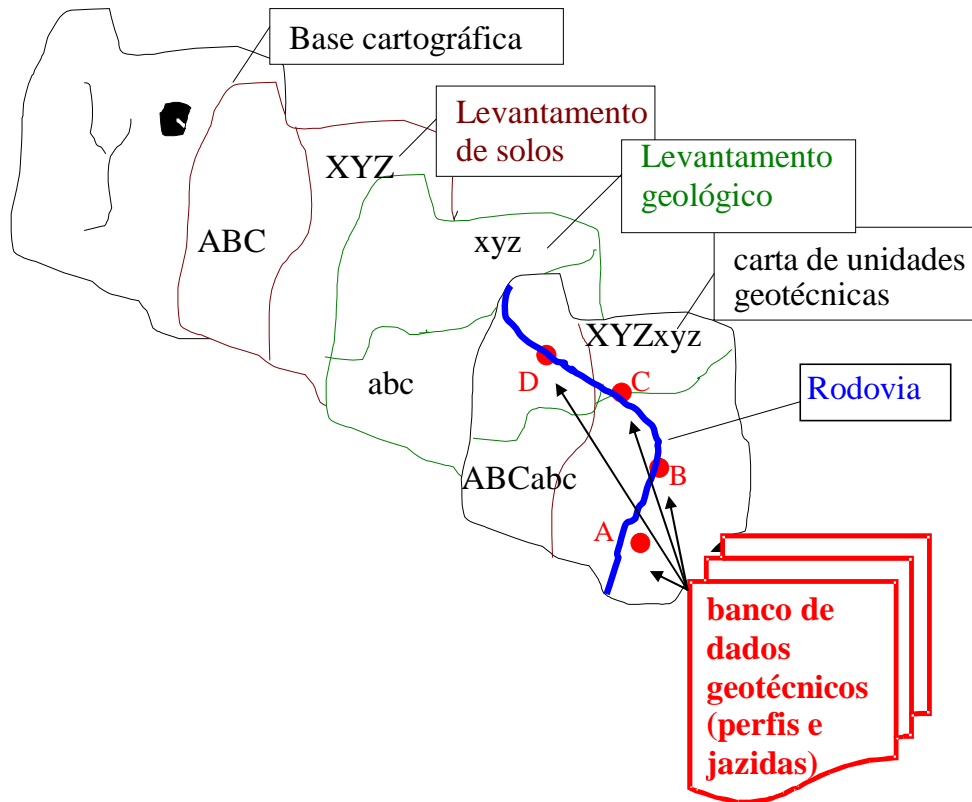 Base cartográfica
Levantamento
de solos
XYZ
Levantamento
geológico
ABC
xyz
carta de unidades
geotécnicas
XYZxyz
abc
D
C
Rodovia
ABCabc
B
A
banco de
dados
geotécnicos
(perfis e
jazidas)